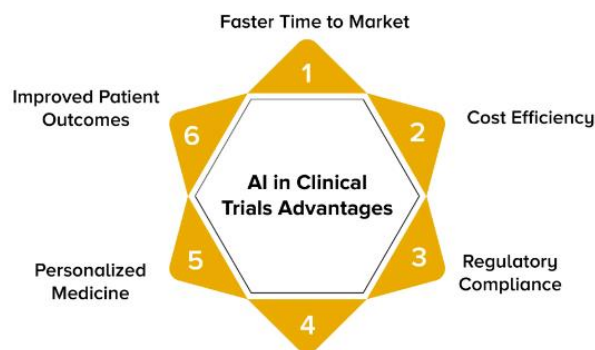 Faster Time to Market
1
Improved Patient
Outcomes
6
2
Cost Efficiency
AI in Clinical
Trials Advantages
Personalized
Medicine
5
3
Regulatory
Compliance
4